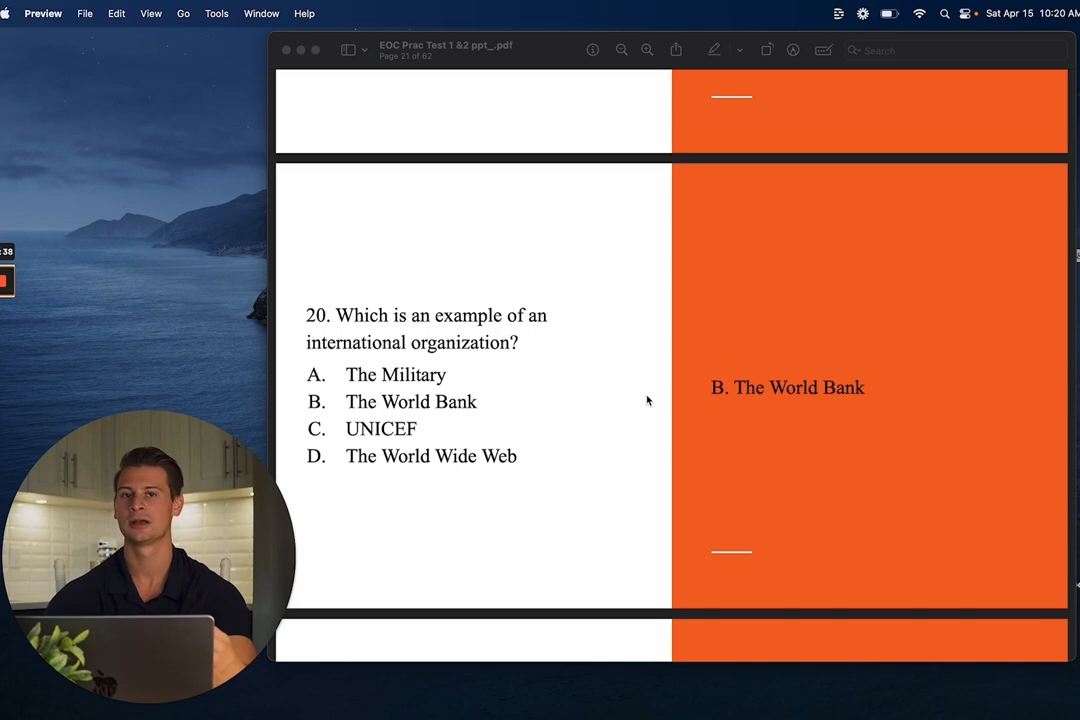 Preview File Edit View Go Tools Window Help
Sat Apr 15 10:20 AM
EOC Prac Test 1 &2 ppt_.pdf
Page 21 of 62
Search
:38
20. Which is an example of an
international organization?
A. The Military
B. The World Bank
C. UNICEF
D. The World Wide Web
B. The World Bank